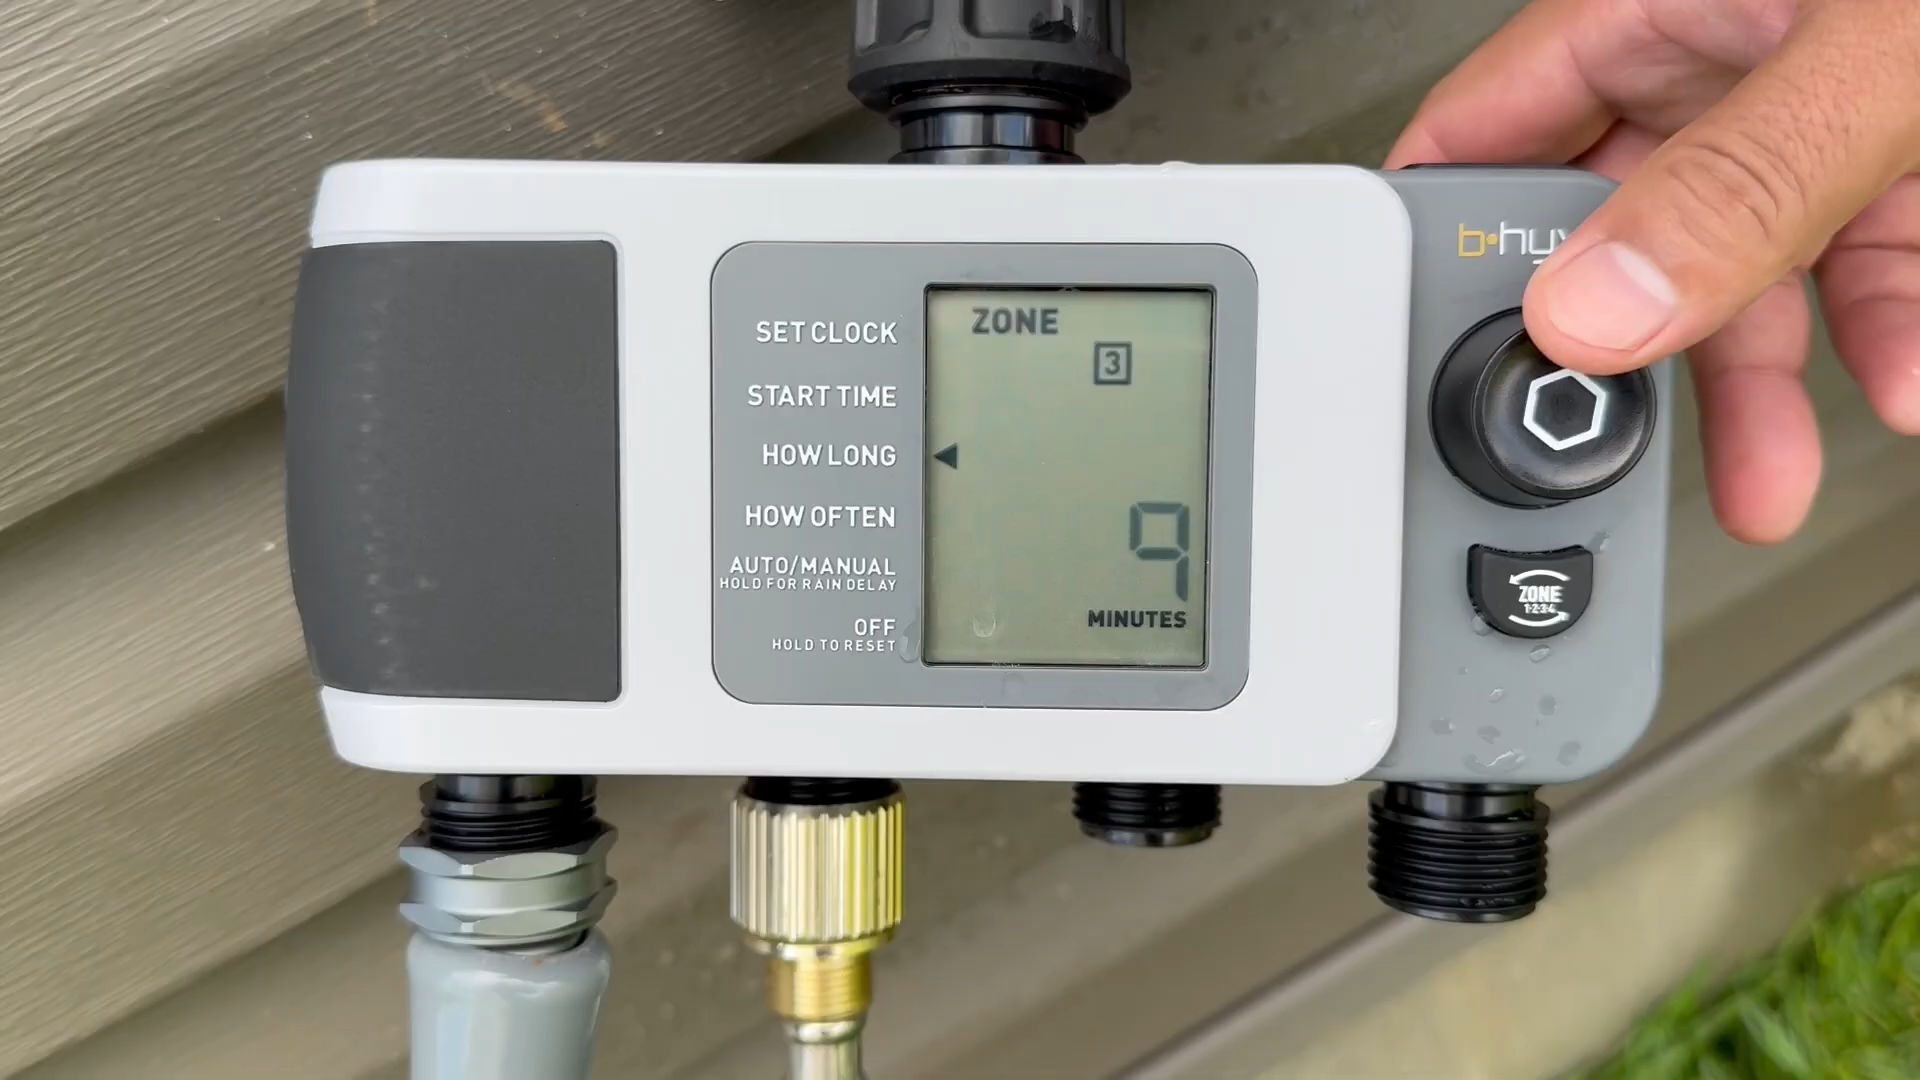 b•hy
SET CLOCK
START TIME
HOW LONG
HOW OFTEN
AUTO/MANUAL
HOLD FOR RAIN DELAY
OFF
HOLD TO RESET
ZONE
3
9
MINUTES
ZONE
1•2•3•4